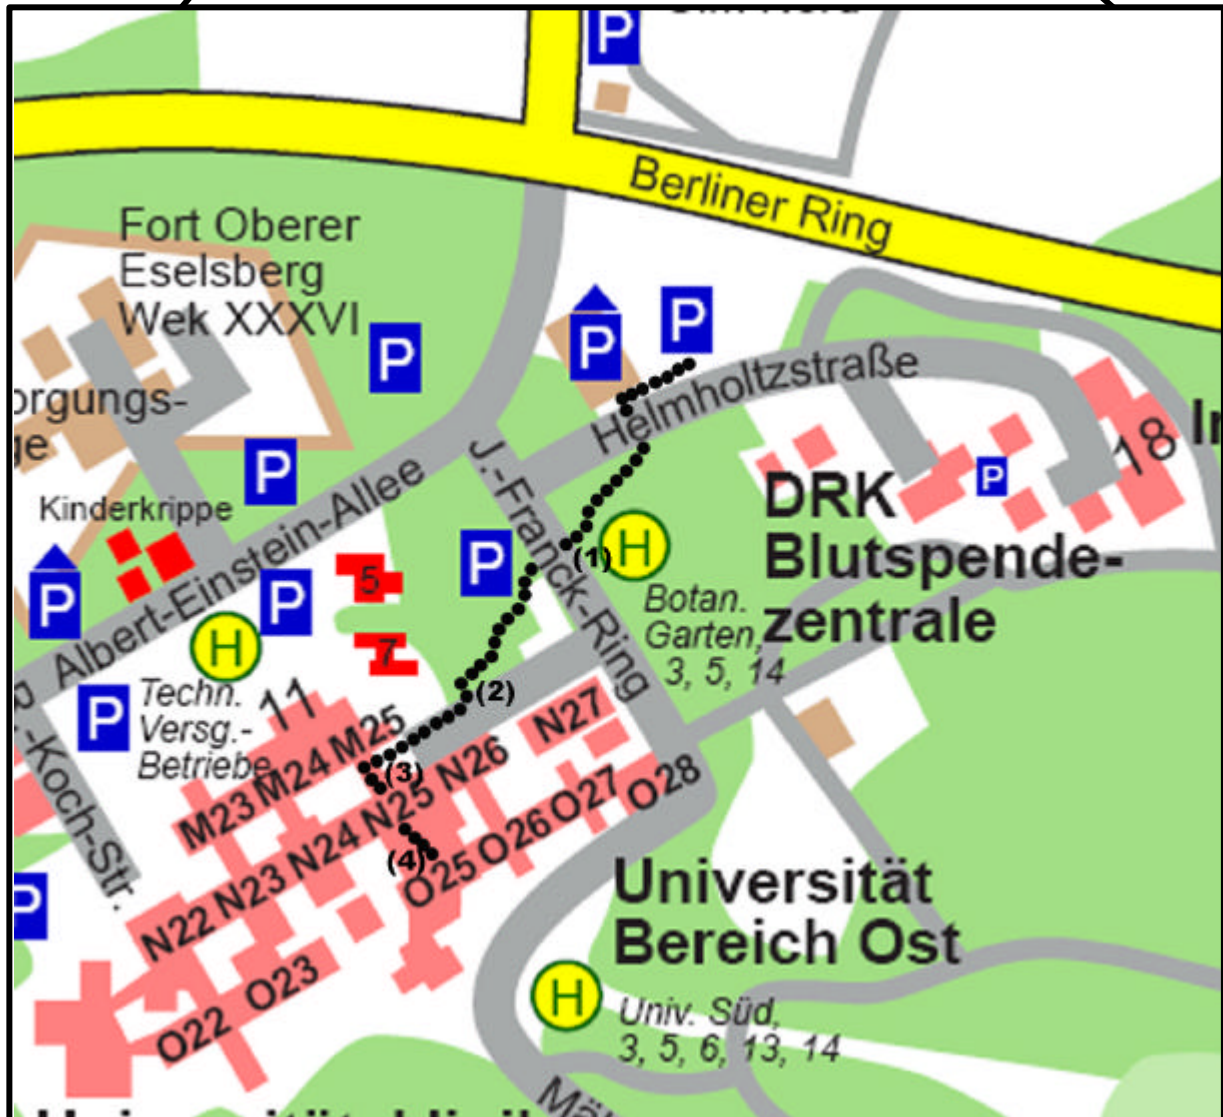 P
Berliner Ring
Fort Oberer
Eselsberg
Wek XXXVI
P
P
P
Helmholtzstraße
orgungs-
ge
P
J.-Franck-Ring
Albert-Einstein-Allee
Kinderkrippe
18
DRK
Blutspende-
zentrale
P
P
P
P
5
7
(1)
H
Botan.
Garten,
3, 5, 14
H
P
Techn.
Versg.-
Betriebe
11
(2)
(3)
(4)
M23 M24 M25
N22 N23 N24 N25 N26 N27
O22 O23 O25 O26 O27 O28
.-Koch-Str.
P
Universität
Bereich Ost
H
Univ. Süd,
3, 5, 6, 13, 14